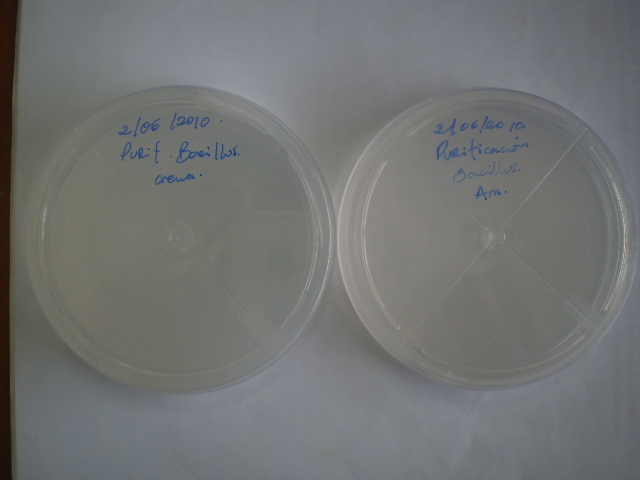 2/06/2010.
Purif. Bacillus.
crema.
2/06/2010
Purificación
Bacillus.
Am.